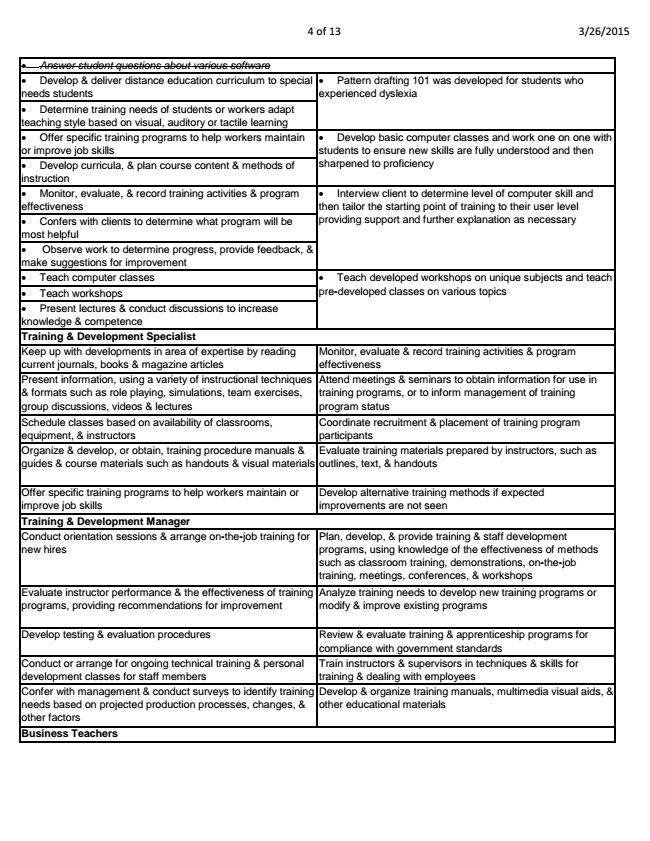 4 of 13
3/26/2015
• Answer student questions about various software
• Develop & deliver distance education curriculum to special
needs students
• Pattern drafting 101 was developed for students who
experienced dyslexia
• Determine training needs of students or workers adapt
teaching style based on visual, auditory or tactile learning
• Offer specific training programs to help workers maintain
or improve job skills
• Develop basic computer classes and work one on one with
students to ensure new skills are fully understood and then
sharpened to proficiency
• Develop curricula, & plan course content & methods of
instruction
• Monitor, evaluate, & record training activities & program
effectiveness
• Interview client to determine level of computer skill and
then tailor the starting point of training to their user level
providing support and further explanation as necessary
• Confers with clients to determine what program will be
most helpful
• Observe work to determine progress, provide feedback, &
make suggestions for improvement
• Teach computer classes
• Teach developed workshops on unique subjects and teach
pre-developed classes on various topics
• Teach workshops
• Present lectures & conduct discussions to increase
knowledge & competence
Training & Development Specialist
Keep up with developments in area of expertise by reading
current journals, books & magazine articles
Monitor, evaluate & record training activities & program
effectiveness
Present information, using a variety of instructional techniques
& formats such as role playing, simulations, team exercises,
group discussions, videos & lectures
Attend meetings & seminars to obtain information for use in
training programs, or to inform management of training
program status
Schedule classes based on availability of classrooms,
equipment, & instructors
Coordinate recruitment & placement of training program
participants
Organize & develop, or obtain, training procedure manuals &
guides & course materials such as handouts & visual materials
Evaluate training materials prepared by instructors, such as
outlines, text, & handouts
Offer specific training programs to help workers maintain or
improve job skills
Develop alternative training methods if expected
improvements are not seen
Training & Development Manager
Conduct orientation sessions & arrange on-the-job training for
new hires
Plan, develop, & provide training & staff development
programs, using knowledge of the effectiveness of methods
such as classroom training, demonstrations, on-the-job
training, meetings, conferences, & workshops
Evaluate instructor performance & the effectiveness of training
programs, providing recommendations for improvement
Analyze training needs to develop new training programs or
modify & improve existing programs
Develop testing & evaluation procedures
Review & evaluate training & apprenticeship programs for
compliance with government standards
Conduct or arrange for ongoing technical training & personal
development classes for staff members
Train instructors & supervisors in techniques & skills for
training & dealing with employees
Confer with management & conduct surveys to identify training
needs based on projected production processes, changes, &
other factors
Develop & organize training manuals, multimedia visual aids, &
other educational materials
Business Teachers